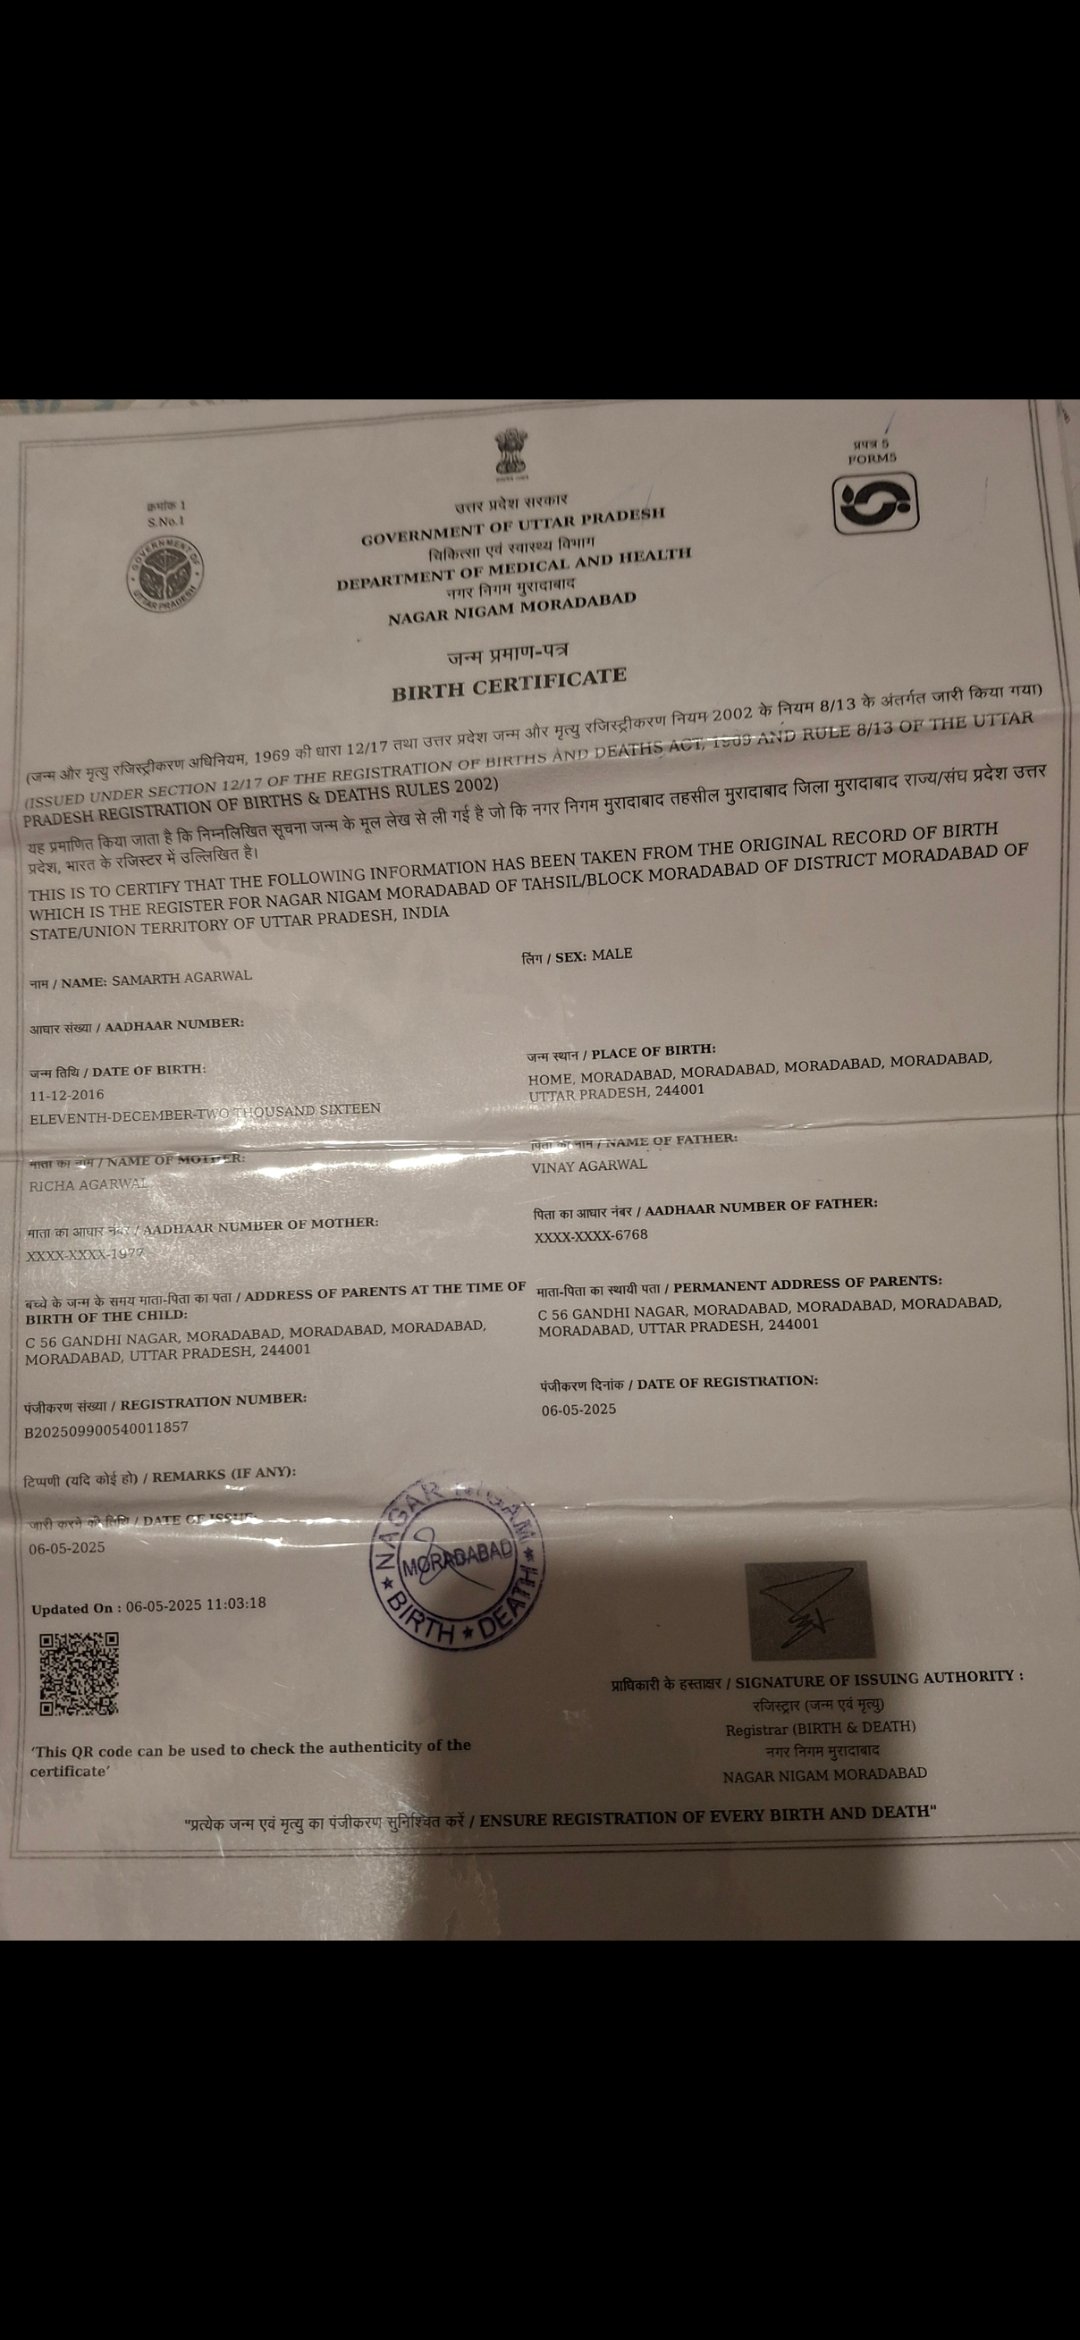 प्रपत्र 5
FORM5
क्रमांक 1
S.No.1
GOVERNMENT OF UTTAR PRADESH
उत्तर प्रदेश सरकार
GOVERNMENT OF UTTAR PRADESH
चिकित्सा एवं स्वास्थ्य विभाग
DEPARTMENT OF MEDICAL AND HEALTH
नगर निगम मुरादाबाद
NAGAR NIGAM MORADABAD
जन्म प्रमाण-पत्र
BIRTH CERTIFICATE
(जन्म और मृत्यु रजिस्ट्रीकरण अधिनियम, 1969 की धारा 12/17 तथा उत्तर प्रदेश जन्म और मृत्यु रजिस्ट्रीकरण नियम 2002 के नियम 8/13 के अंतर्गत जारी किया गया)
(ISSUED UNDER SECTION 12/17 OF THE REGISTRATION OF BIRTHS AND DEATHS ACT, 1969 AND RULE 8/13 OF THE UTTAR
PRADESH REGISTRATION OF BIRTHS & DEATHS RULES 2002)
यह प्रमाणित किया जाता है कि निम्नलिखित सूचना जन्म के मूल लेख से ली गई है जो कि नगर निगम मुरादाबाद तहसील मुरादाबाद जिला मुरादाबाद राज्य/संघ प्रदेश उत्तर
प्रदेश, भारत के रजिस्टर में उल्लिखित है।
THIS IS TO CERTIFY THAT THE FOLLOWING INFORMATION HAS BEEN TAKEN FROM THE ORIGINAL RECORD OF BIRTH
WHICH IS THE REGISTER FOR NAGAR NIGAM MORADABAD OF TAHSIL/BLOCK MORADABAD OF DISTRICT MORADABAD OF
STATE/UNION TERRITORY OF UTTAR PRADESH, INDIA
नाम / NAME: SAMARTH AGARWAL
लिंग / SEX: MALE
आधार संख्या / AADHAAR NUMBER:
जन्म तिथि / DATE OF BIRTH:
11-12-2016
ELEVENTH-DECEMBER-TWO THOUSAND SIXTEEN
जन्म स्थान / PLACE OF BIRTH:
HOME, MORADABAD, MORADABAD, MORADABAD, MORADABAD,
UTTAR PRADESH, 244001
माता का नाम / NAME OF MOTHER:
RICHA AGARWAL
पिता का नाम / NAME OF FATHER:
VINAY AGARWAL
माता का आधार नंबर / AADHAAR NUMBER OF MOTHER:
XXXX-XXXX-1977
पिता का आधार नंबर / AADHAAR NUMBER OF FATHER:
XXXX-XXXX-6768
बच्चे के जन्म के समय माता-पिता का पता / ADDRESS OF PARENTS AT THE TIME OF
BIRTH OF THE CHILD:
C 56 GANDHI NAGAR, MORADABAD, MORADABAD, MORADABAD,
MORADABAD, UTTAR PRADESH, 244001
माता-पिता का स्थायी पता / PERMANENT ADDRESS OF PARENTS:
C 56 GANDHI NAGAR, MORADABAD, MORADABAD, MORADABAD,
MORADABAD, UTTAR PRADESH, 244001
पंजीकरण संख्या / REGISTRATION NUMBER:
B202509900540011857
पंजीकरण दिनांक / DATE OF REGISTRATION:
06-05-2025
टिप्पणी (यदि कोई हो) / REMARKS (IF ANY):
जारी करने की तिथि / DATE OF ISSUE:
06-05-2025
Updated On : 06-05-2025 11:03:18
NAGAR NIGAM
MORADABAD
BIRTH DEATH
'This QR code can be used to check the authenticity of the
certificate'
प्राधिकारी के हस्ताक्षर / SIGNATURE OF ISSUING AUTHORITY :
रजिस्ट्रार (जन्म एवं मृत्यु)
Registrar (BIRTH & DEATH)
नगर निगम मुरादाबाद
NAGAR NIGAM MORADABAD
"प्रत्येक जन्म एवं मृत्यु का पंजीकरण सुनिश्चित करें / ENSURE REGISTRATION OF EVERY BIRTH AND DEATH"